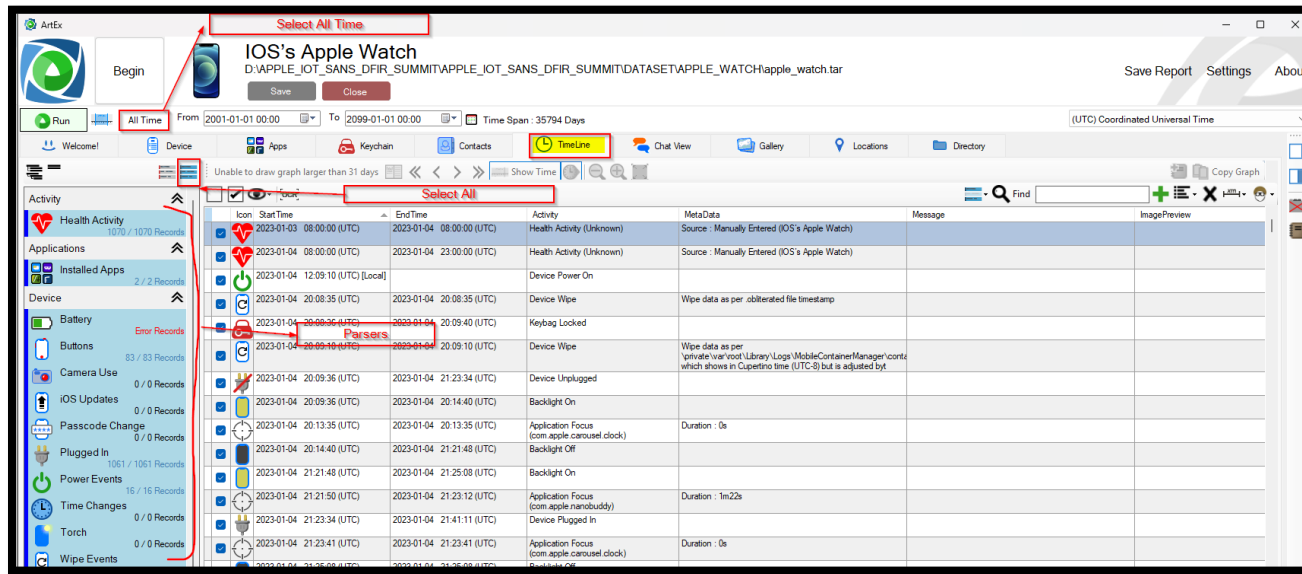 ArtEx
Select All Time
Begin
IOS's Apple Watch
D:\APPLE_IOT_SANS_DFIR_SUMMIT\APPLE_IOT_SANS_DFIR_SUMMIT\DATASET\APPLE_WATCH\apple_watch.tar
Save Close
Save Report Settings Abou
Run All Time From 2001-01-01 00:00 To 2099-01-01 00:00 Time Span : 35794 Days (UTC) Coordinated Universal Time
Welcome! Device Apps Keychain Contacts TimeLine Chat View Gallery Locations Directory
Unable to draw graph larger than 31 days Show Time Copy Graph
Select All
Find
Activity
Health Activity
1070 / 1070 Records
Applications
Installed Apps
2 / 2 Records
Device
Battery
Error Records
Buttons
83 / 83 Records
Camera Use
0 / 0 Records
iOS Updates
0 / 0 Records
Passcode Change
0 / 0 Records
Plugged In
1061 / 1061 Records
Power Events
16 / 16 Records
Time Changes
0 / 0 Records
Torch
0 / 0 Records
Wipe Events
Parsers
Icon StartTime EndTime Activity MetaData Message ImagePreview
2023-01-03 08:00:00 (UTC) 2023-01-04 08:00:00 (UTC) Health Activity (Unknown) Source : Manually Entered (IOS's Apple Watch)
2023-01-04 08:00:00 (UTC) 2023-01-04 23:00:00 (UTC) Health Activity (Unknown) Source : Manually Entered (IOS's Apple Watch)
2023-01-04 12:09:10 (UTC) [Local] Device Power On
2023-01-04 20:08:35 (UTC) 2023-01-04 20:08:35 (UTC) Device Wipe Wipe data as per .obliterated file timestamp
2023-01-04 20:08:36 (UTC) 2023-01-04 20:09:40 (UTC) Keybag Locked
2023-01-04 20:09:10 (UTC) 2023-01-04 20:09:10 (UTC) Device Wipe Wipe data as per
\private\var\root\Library\Logs\MobileContainerManager\conta
which shows in Cupertino time (UTC-8) but is adjusted byt
2023-01-04 20:09:36 (UTC) 2023-01-04 21:23:34 (UTC) Device Unplugged
2023-01-04 20:09:36 (UTC) 2023-01-04 20:14:40 (UTC) Backlight On
2023-01-04 20:13:35 (UTC) 2023-01-04 20:13:35 (UTC) Application Focus Duration : 0s
(com.apple.carousel.clock)
2023-01-04 20:14:40 (UTC) 2023-01-04 21:21:48 (UTC) Backlight Off
2023-01-04 21:21:48 (UTC) 2023-01-04 21:25:08 (UTC) Backlight On
2023-01-04 21:21:50 (UTC) 2023-01-04 21:23:12 (UTC) Application Focus Duration : 1m22s
(com.apple.nanobuddy)
2023-01-04 21:23:34 (UTC) 2023-01-04 21:41:11 (UTC) Device Plugged In
2023-01-04 21:23:41 (UTC) 2023-01-04 21:23:41 (UTC) Application Focus Duration : 0s
(com.apple.carousel.clock)